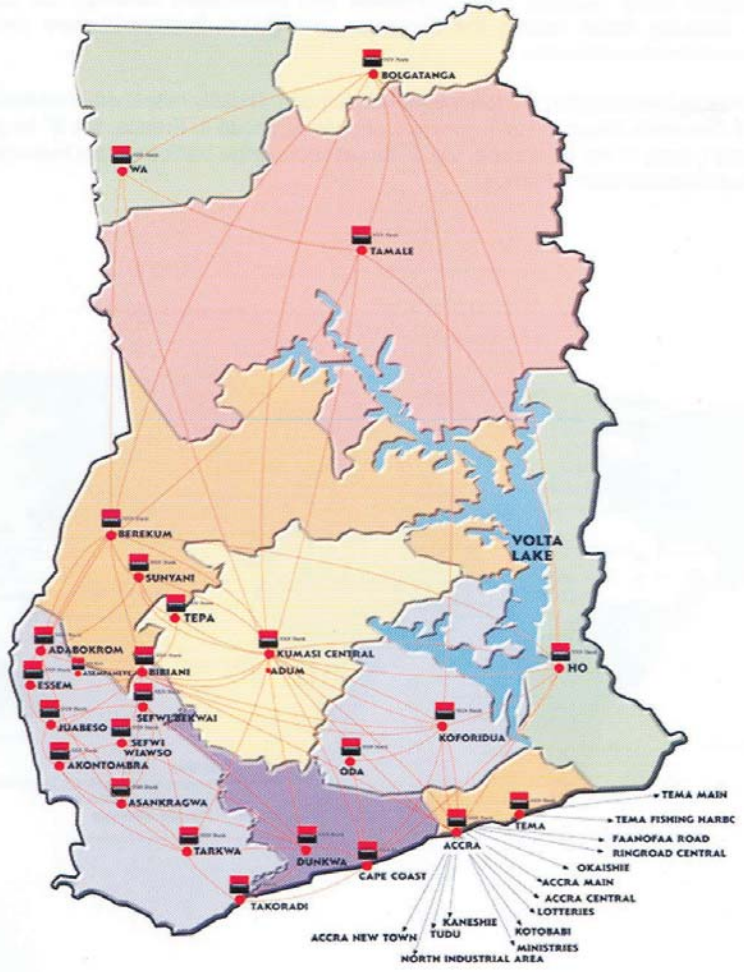 BOLGATANGA
WA
TAMALE
BEREKUM
SUNYANI
VOLTA
LAKE
TEPA
ADABOKROM
KUMASI CENTRAL
ADUM
BIBIANI
HO
ESSEM
SEFWI BEKWAI
JUABESO
SEFWI
WIAWSO
KOFORIDUA
AKONTOMBRA
ODA
ASANKRAGWA
TEMA MAIN
TEMA
TEMA FISHING NARBC
ACCRA
FAANOFAA ROAD
TARKWA
DUNKWA
RINGROAD CENTRAL
CAPE COAST
OKAISHIE
ACCRA MAIN
TAKORADI
ACCRA CENTRAL
LOTTERIES
KANESHIE
KOTOBABI
TUDU
ACCRA NEW TOWN
MINISTRIES
NORTH INDUSTRIAL AREA